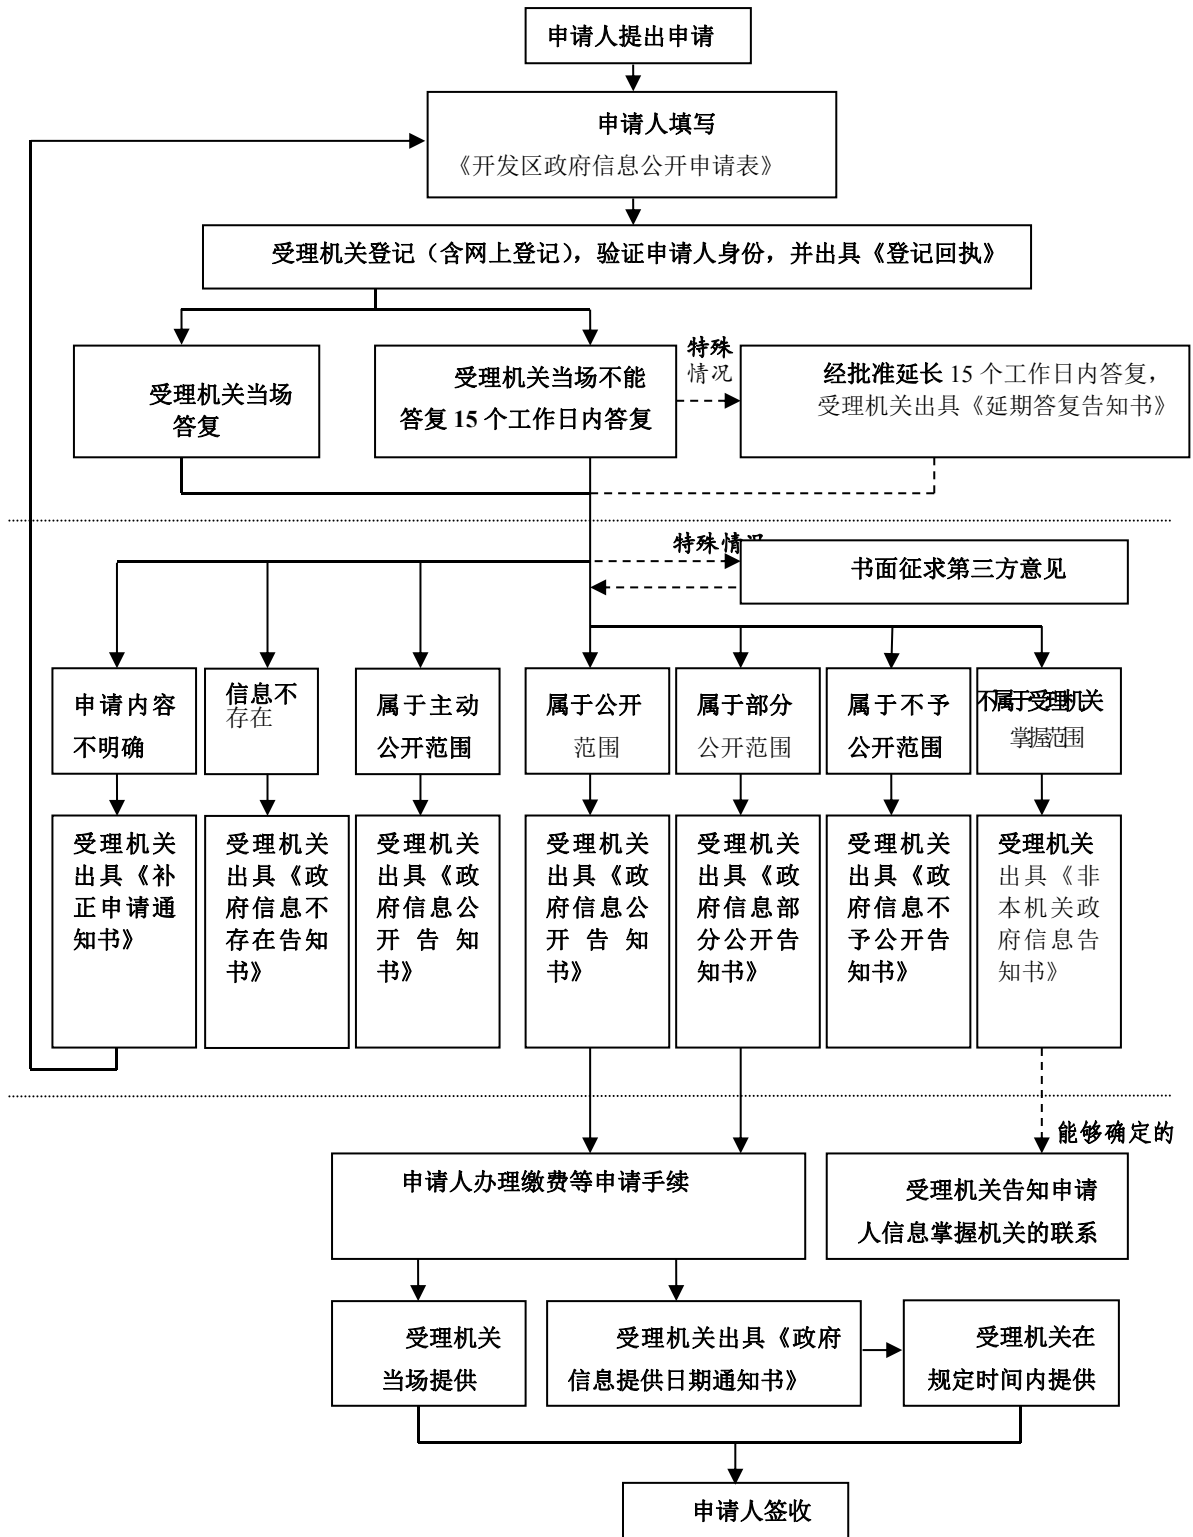 申请人提出申请
申请人填写
《开发区政府信息公开申请表》
受理机关登记（含网上登记），验证申请人身份，并出具《登记回执》
受理机关当场
答复
受理机关当场不能
答复 15 个工作日内答复
特殊
情况
经批准延长 15 个工作日内答复，
受理机关出具《延期答复告知书》
特殊情况
书面征求第三方意见
申请内容
不明确
信息不
存在
属于主动
公开范围
属于公开
范围
属于部分
公开范围
属于不予
公开范围
不属于受理机关
掌握范围
受理机关
出具《补
正申请通
知书》
受理机关
出具《政
府信息不
存在告知
书》
受理机关
出具《政
府信息公
开告知
书》
受理机关
出具《政
府信息公
开告知
书》
受理机关
出具《政
府信息部
分公开告
知书》
受理机关
出具《政
府信息不
予公开告
知书》
受理机关
出具《非
本机关政
府信息告
知书》
能够确定的
申请人办理缴费等申请手续
受理机关告知申请
人信息掌握机关的联系
受理机关
当场提供
受理机关出具《政府
信息提供日期通知书》
受理机关在
规定时间内提供
申请人签收